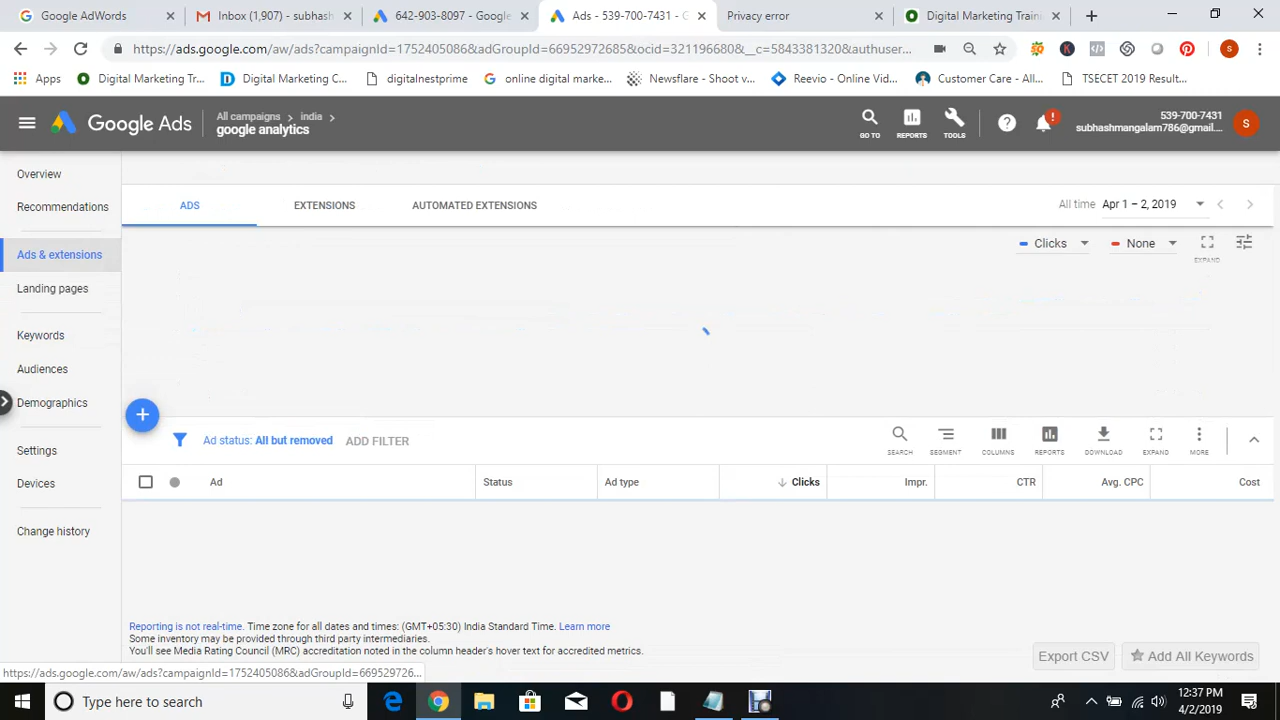 Google AdWords
Inbox (1,907) - subhash
642-903-8097 - Google
Ads - 539-700-7431 - G
Privacy error
Digital Marketing Traini
https://ads.google.com/aw/ads?campaignId=1752405086&adGroupId=66952972685&ocid=321196680&__c=5843381320&authuser...
Apps
Digital Marketing Tr...
Digital Marketing C...
digitalnestprime
online digital marke...
Newsflare - Shoot v...
Reevio - Online Vid...
Customer Care - All...
TSECET 2019 Result...
Google Ads
All campaigns
india
google analytics
GO TO
REPORTS
TOOLS
539-700-7431
subhashmangalam786@gmail....
S
Overview
Recommendations
Ads & extensions
Landing pages
Keywords
Audiences
Demographics
Settings
Devices
Change history
ADS
EXTENSIONS
AUTOMATED EXTENSIONS
All time
Apr 1 – 2, 2019
Clicks
None
EXPAND
Ad status: All but removed
ADD FILTER
SEARCH
SEGMENT
COLUMNS
REPORTS
DOWNLOAD
EXPAND
MORE
Ad
Status
Ad type
Clicks
Impr.
CTR
Avg. CPC
Cost
Reporting is not real-time. Time zone for all dates and times: (GMT+05:30) India Standard Time. Learn more
Some inventory may be provided through third party intermediaries.
You'll see Media Rating Council (MRC) accreditation noted in the column header's hover text for accredited metrics.
Export CSV
Add All Keywords
https://ads.google.com/aw/ads?campaignId=1752405086&adGroupId=669529726...
Type here to search
12:37 PM
4/2/2019